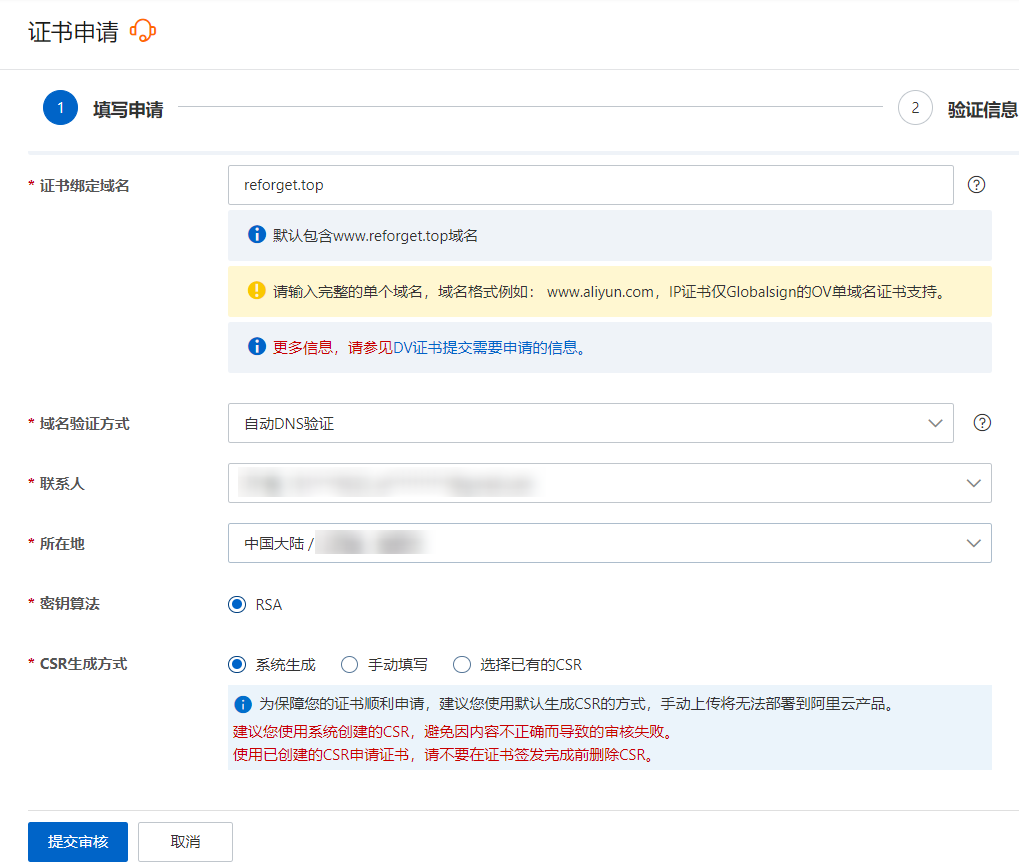 证书申请
1 填写申请
2 验证信息
* 证书绑定域名
reforget.top
默认包含www.reforget.top域名
请输入完整的单个域名，域名格式例如： www.aliyun.com，IP证书仅Globalsign的OV单域名证书支持。
更多信息，请参见DV证书提交需要申请的信息。
* 域名验证方式
自动DNS验证
* 联系人
* 所在地
中国大陆 /
* 密钥算法
RSA
* CSR生成方式
系统生成 手动填写 选择已有的CSR
为保障您的证书顺利申请，建议您使用默认生成CSR的方式，手动上传将无法部署到阿里云产品。
建议您使用系统创建的CSR，避免因内容不正确而导致的审核失败。
使用已创建的CSR申请证书，请不要在证书签发完成前删除CSR。
提交审核 取消